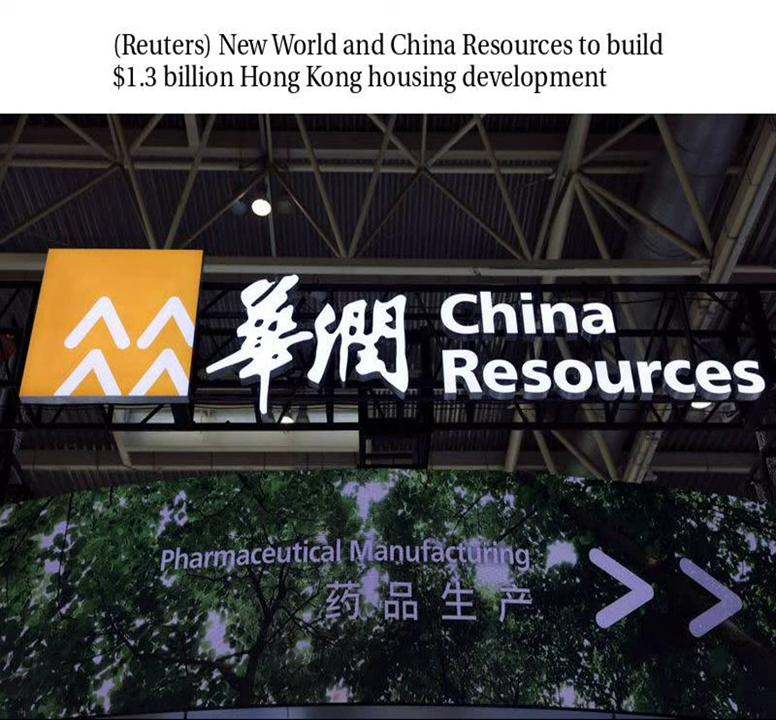 (Reuters) New World and China Resources to build
$1.3 billion Hong Kong housing development
華潤 China
Resources
Pharmaceutical Manufacturing
药品生产